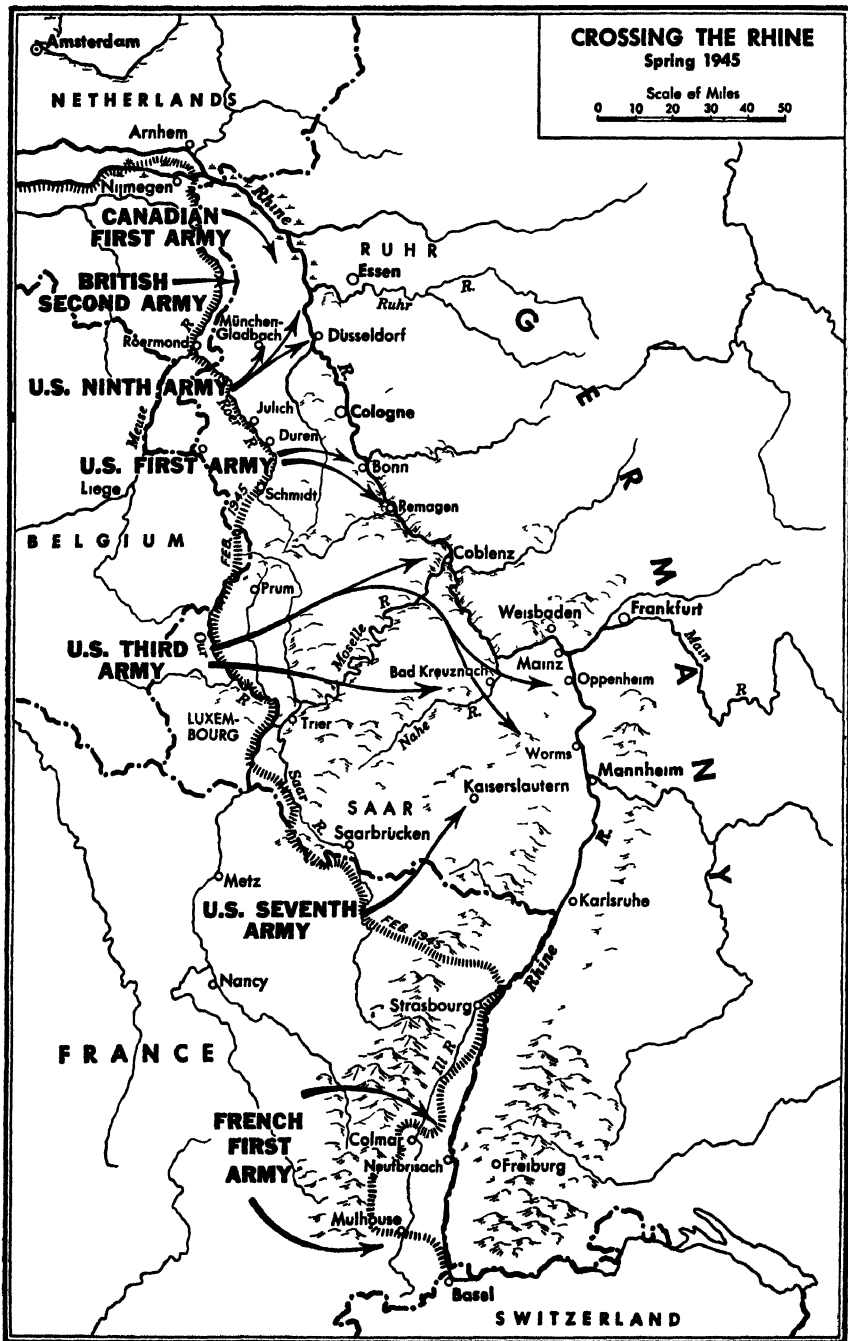 CROSSING THE RHINE
Spring 1945
Scale of Miles
0 10 20 30 40 50
Amsterdam
NETHERLANDS
Arnhem
Nijmegen
Rhine
CANADIAN
FIRST ARMY
RUHR
Essen
R.
Ruhr
BRITISH
SECOND ARMY
R
München-
Gladbach
Roermond
Düsseldorf
R.
U.S. NINTH ARMY
Meuse
Roer
R
Julich
Cologne
Duren
U.S. FIRST ARMY
Bonn
Liege
Schmidt
Remagen
FEB. 1945
BELGIUM
Coblenz
Prum
GERMANY
Weisbaden
Frankfurt
Main
R
Our
R
U.S. THIRD
ARMY
Moselle
R
Mainz
Bad Kreuznach
Oppenheim
LUXEM-
BOURG
Trier
Nahe
R.
Worms
Saar
R.
Mannheim
Kaiserslautern
SAAR
Saarbrücken
R.
Metz
Karlsruhe
U.S. SEVENTH
ARMY
FEB. 1945
Rhine
Nancy
Strasbourg
FRANCE
Ill R
FRENCH
FIRST
ARMY
Colmar
Neufbrisach
Freiburg
Mulhouse
Basel
SWITZERLAND